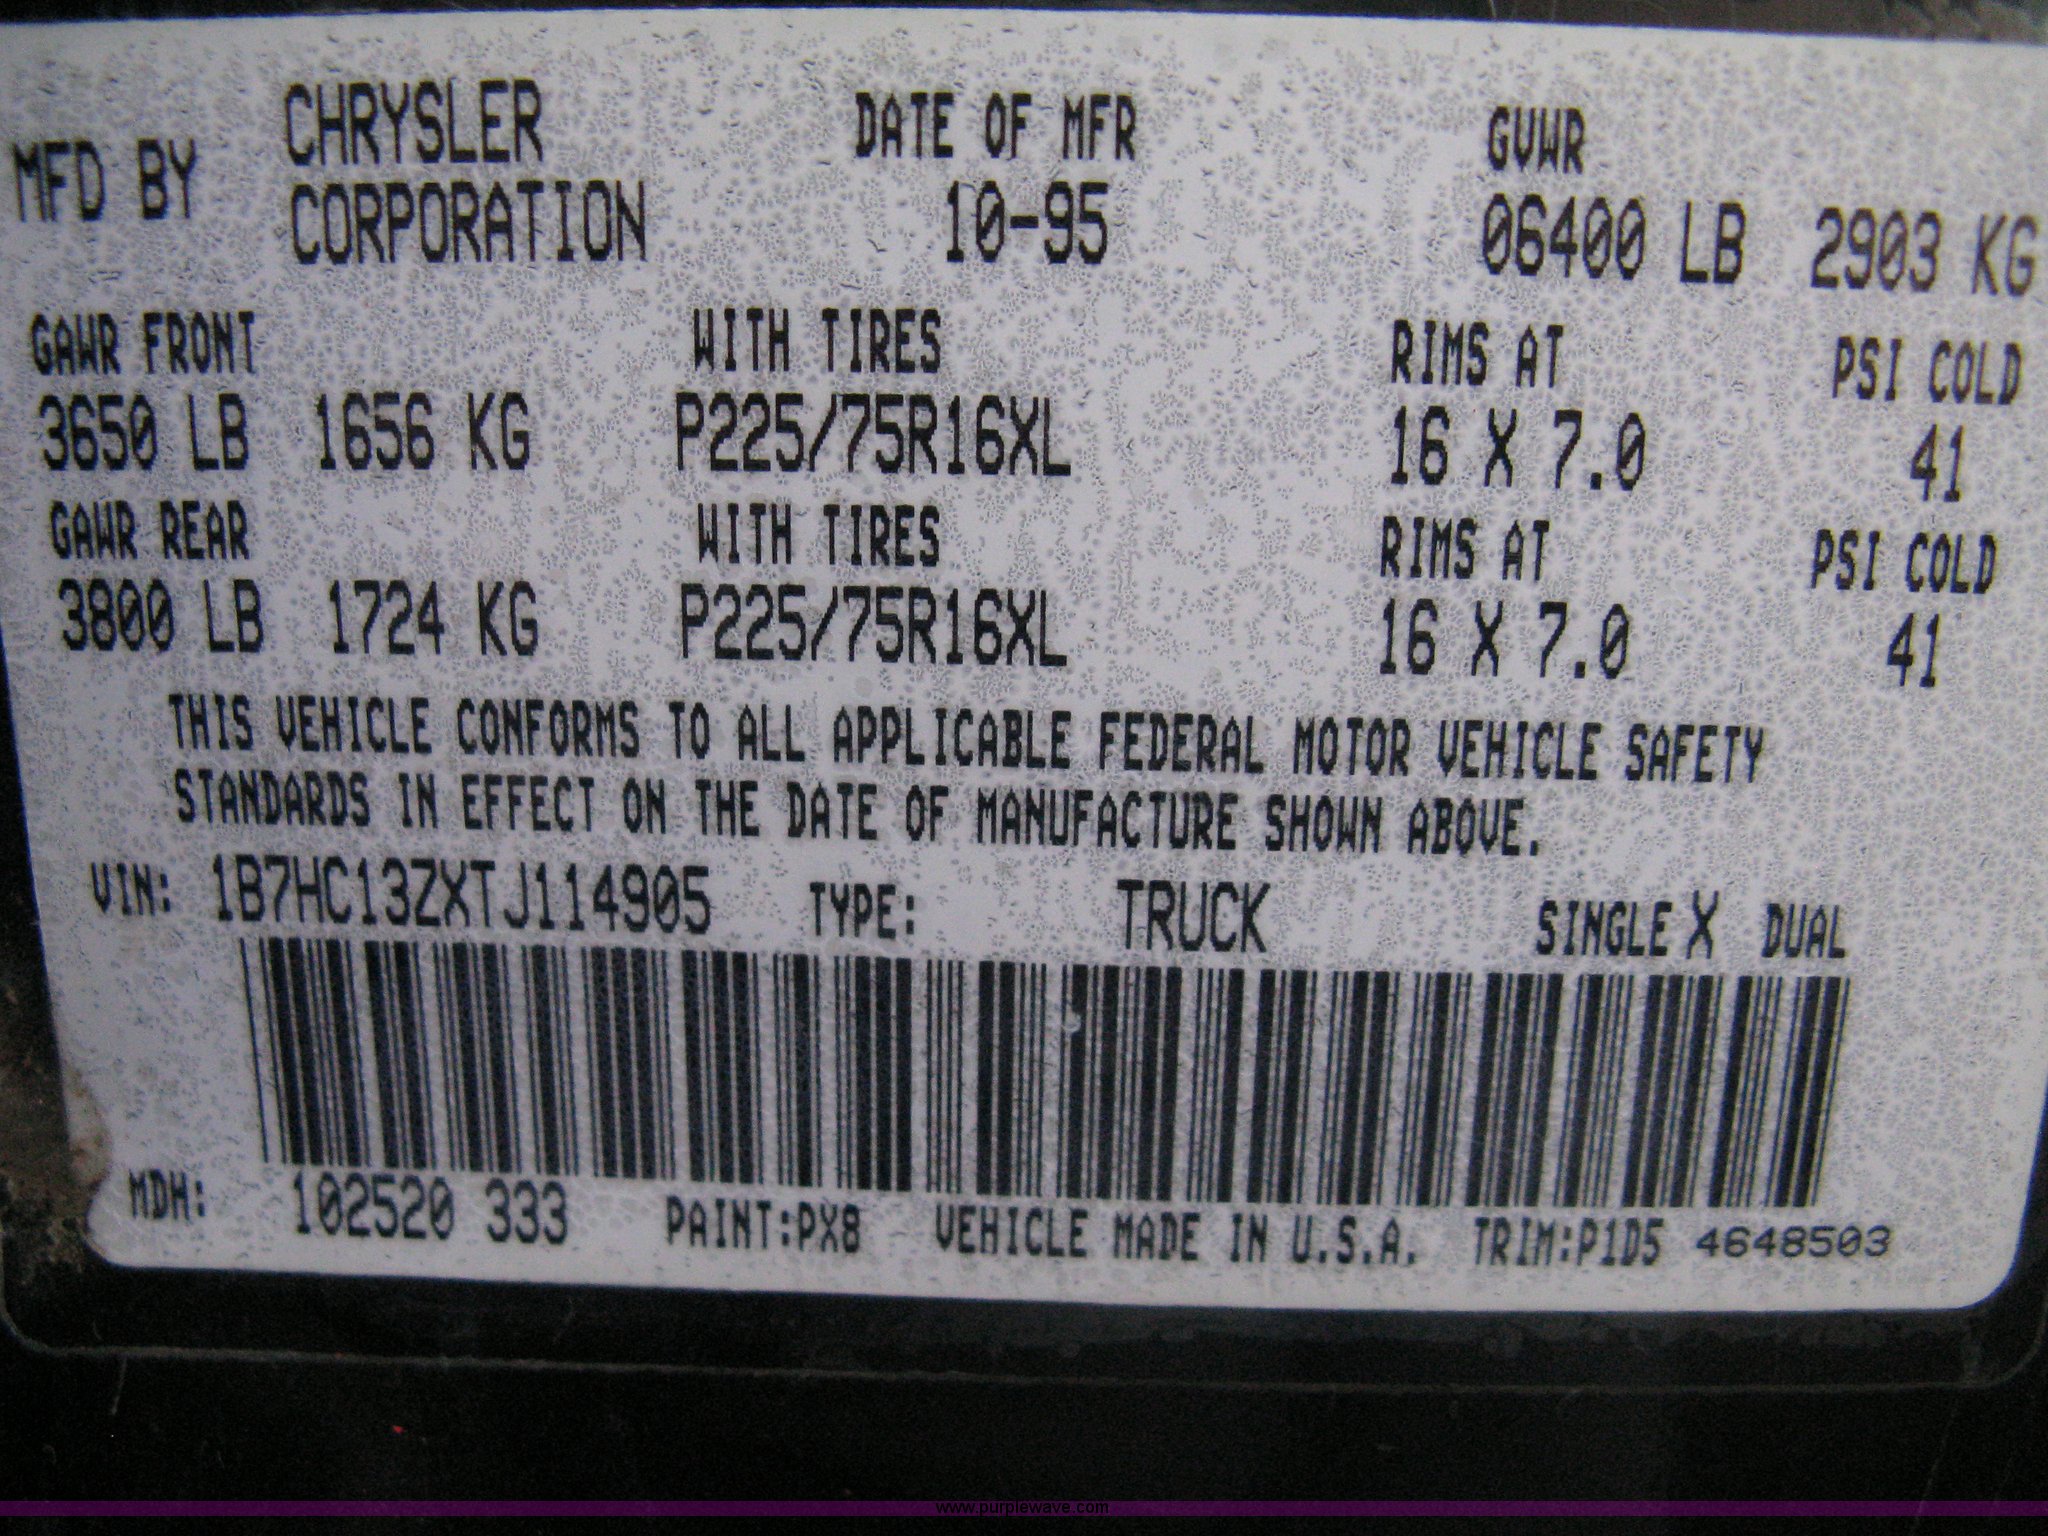 MFD BY CHRYSLER CORPORATION DATE OF MFR GVWR
10-95 06400 LB 2903 KG
GAWR FRONT WITH TIRES RIMS AT PSI COLD
3650 LB 1656 KG P225/75R16XL 16 X 7.0 41
GAWR REAR WITH TIRES RIMS AT PSI COLD
3800 LB 1724 KG P225/75R16XL 16 X 7.0 41
THIS VEHICLE CONFORMS TO ALL APPLICABLE FEDERAL MOTOR VEHICLE SAFETY
STANDARDS IN EFFECT ON THE DATE OF MANUFACTURE SHOWN ABOVE.
VIN: 1B7HC13ZXTJ114905 TYPE: TRUCK SINGLE X DUAL
MDH: 102520 333 PAINT:PX8 VEHICLE MADE IN U.S.A. TRIM:P1D5 4648503
www.purplewave.com